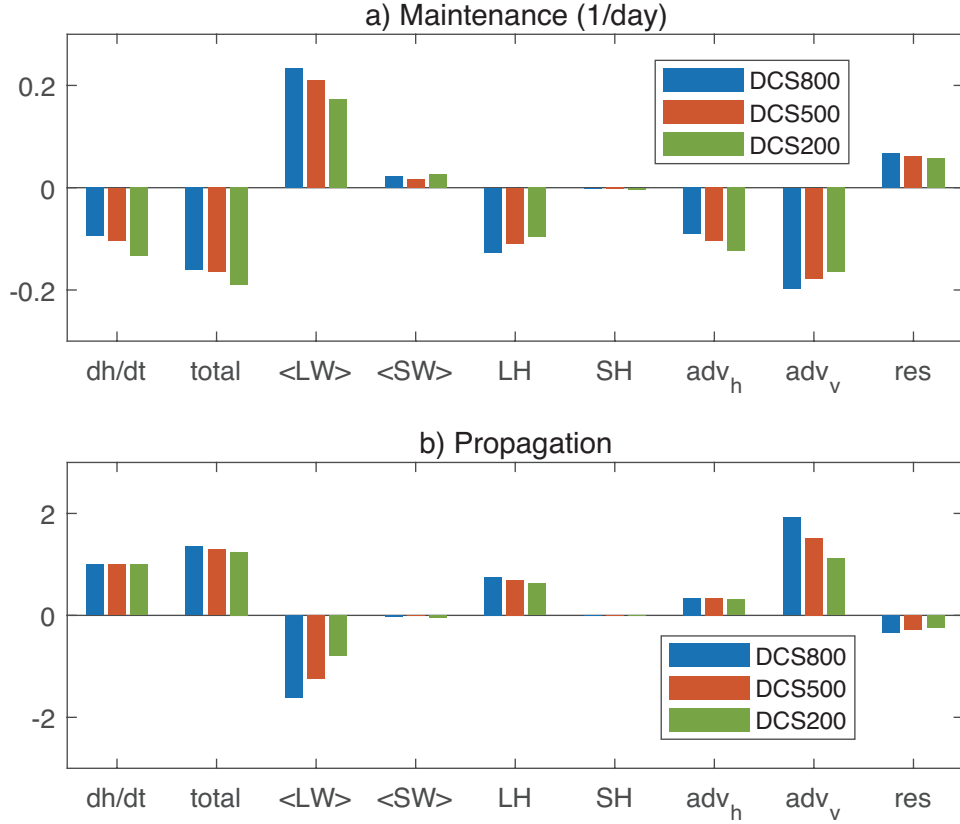 a) Maintenance (1/day)
0.2
0
-0.2
DCS800
DCS500
DCS200
dh/dt total <LW> <SW> LH SH adv_h adv_v res
b) Propagation
2
0
-2
DCS800
DCS500
DCS200
dh/dt total <LW> <SW> LH SH adv_h adv_v res